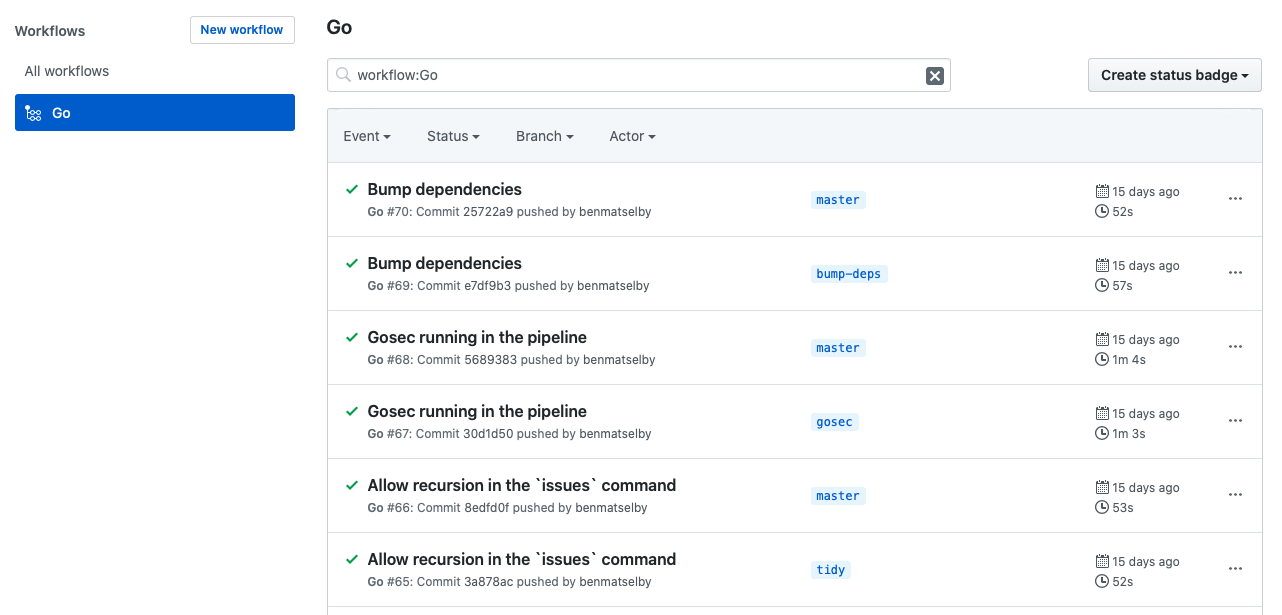 Workflows
New workflow
All workflows
Go
Go
workflow:Go
Create status badge
Event Status Branch Actor
Bump dependencies
Go #70: Commit 25722a9 pushed by benmatselby
master
15 days ago
52s
Bump dependencies
Go #69: Commit e7df9b3 pushed by benmatselby
bump-deps
15 days ago
57s
Gosec running in the pipeline
Go #68: Commit 5689383 pushed by benmatselby
master
15 days ago
1m 4s
Gosec running in the pipeline
Go #67: Commit 30d1d50 pushed by benmatselby
gosec
15 days ago
1m 3s
Allow recursion in the `issues` command
Go #66: Commit 8edfd0f pushed by benmatselby
master
15 days ago
53s
Allow recursion in the `issues` command
Go #65: Commit 3a878ac pushed by benmatselby
tidy
15 days ago
52s